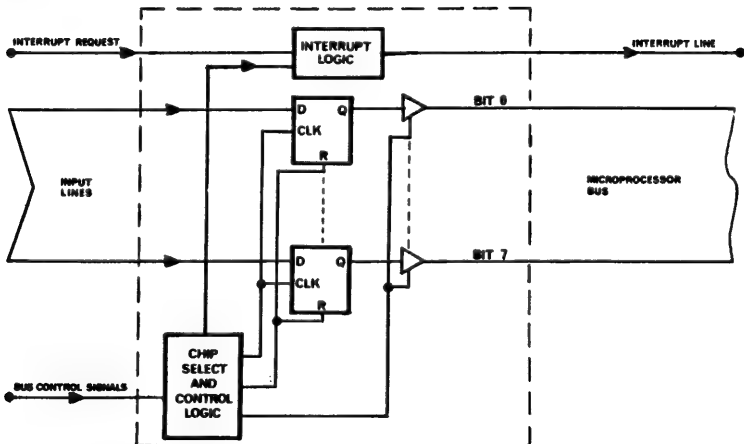 INTERRUPT REQUEST
INTERRUPT
LOGIC
INTERRUPT LINE
D
Q
CLK
R
BIT 0
INPUT
LINES
MICROPROCESSOR
BUS
D
Q
CLK
R
BIT 7
CHIP
SELECT
AND
CONTROL
LOGIC
BUS CONTROL SIGNALS